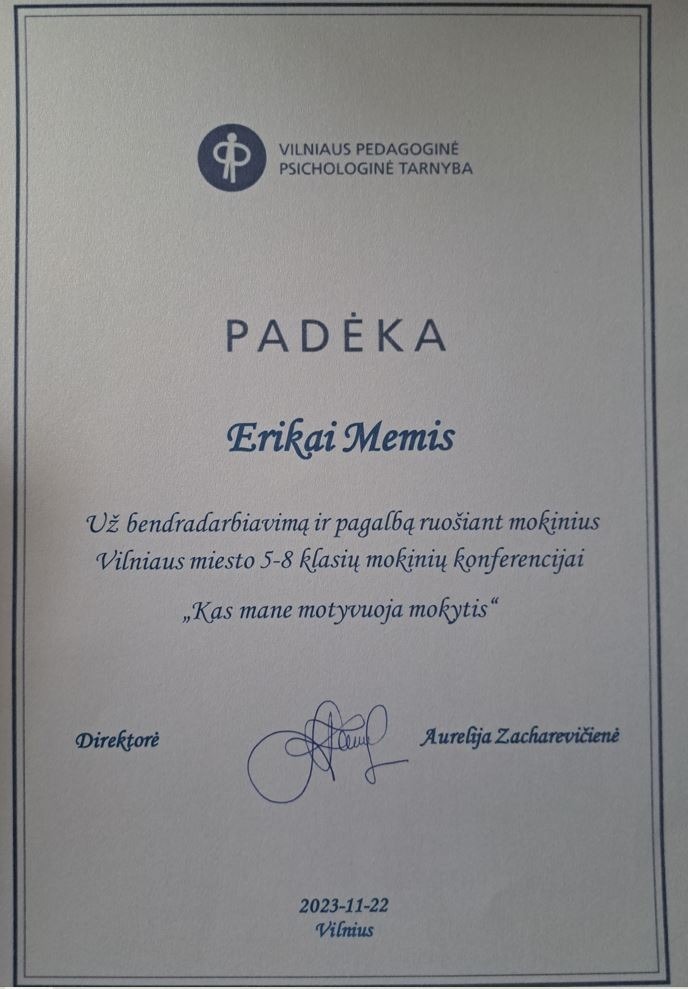 VILNIAUS PEDAGOGINĖ
PSICHOLOGINĖ TARNYBA
PADĖKA
Erikai Memis
Už bendradarbiavimą ir pagalbą ruošiant mokinius
Vilniaus miesto 5-8 klasių mokinių konferencijai
„Kas mane motyvuoja mokytis“
Direktorė
Aurelija Zacharevičienė
2023-11-22
Vilnius